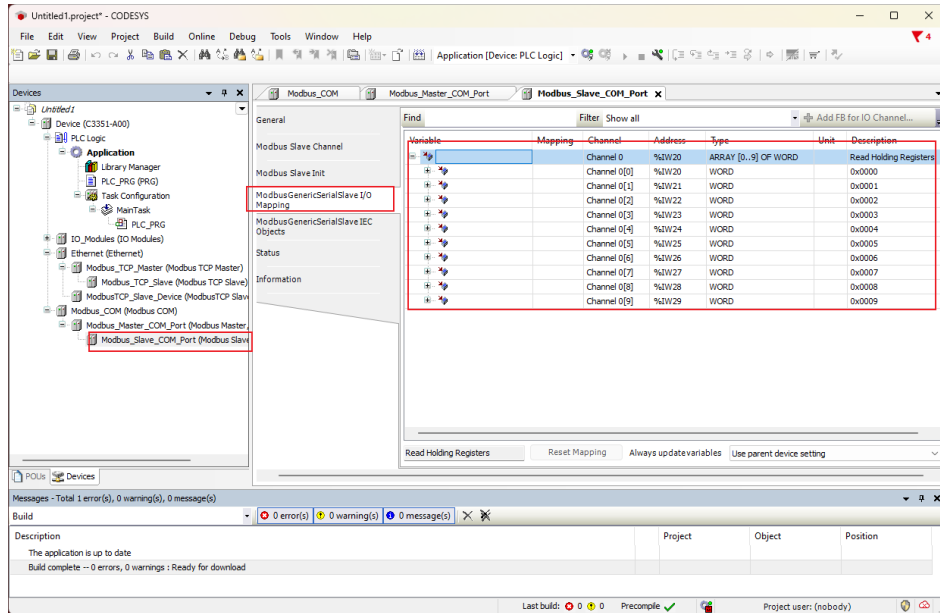 Untitled1.project* - CODESYS
File Edit View Project Build Online Debug Tools Window Help
4
Application [Device: PLC Logic]
Devices
Untitled1
Device (C3351-A00)
PLC Logic
Application
Library Manager
PLC_PRG (PRG)
Task Configuration
MainTask
PLC_PRG
IO_Modules (IO Modules)
Ethernet (Ethernet)
Modbus_TCP_Master (Modbus TCP Master)
Modbus_TCP_Slave (Modbus TCP Slave)
ModbusTCP_Slave_Device (ModbusTCP Slav
Modbus_COM (Modbus COM)
Modbus_Master_COM_Port (Modbus Master,
Modbus_Slave_COM_Port (Modbus Slave
POUs Devices
Modbus_COM Modbus_Master_COM_Port Modbus_Slave_COM_Port
General
Modbus Slave Channel
Modbus Slave Init
ModbusGenericSerialSlave I/O
Mapping
ModbusGenericSerialSlave IEC
Objects
Status
Information
Find Filter Show all Add FB for IO Channel...
Variable Mapping Channel Address Type Unit Description
Channel 0 %IW20 ARRAY [0..9] OF WORD Read Holding Registers
Channel 0[0] %IW20 WORD 0x0000
Channel 0[1] %IW21 WORD 0x0001
Channel 0[2] %IW22 WORD 0x0002
Channel 0[3] %IW23 WORD 0x0003
Channel 0[4] %IW24 WORD 0x0004
Channel 0[5] %IW25 WORD 0x0005
Channel 0[6] %IW26 WORD 0x0006
Channel 0[7] %IW27 WORD 0x0007
Channel 0[8] %IW28 WORD 0x0008
Channel 0[9] %IW29 WORD 0x0009
Read Holding Registers Reset Mapping Always update variables Use parent device setting
Messages - Total 1 error(s), 0 warning(s), 0 message(s)
Build 0 error(s) 0 warning(s) 0 message(s)
Description Project Object Position
The application is up to date
Build complete -- 0 errors, 0 warnings : Ready for download
Last build: 0 0 Precompile Project user: (nobody)